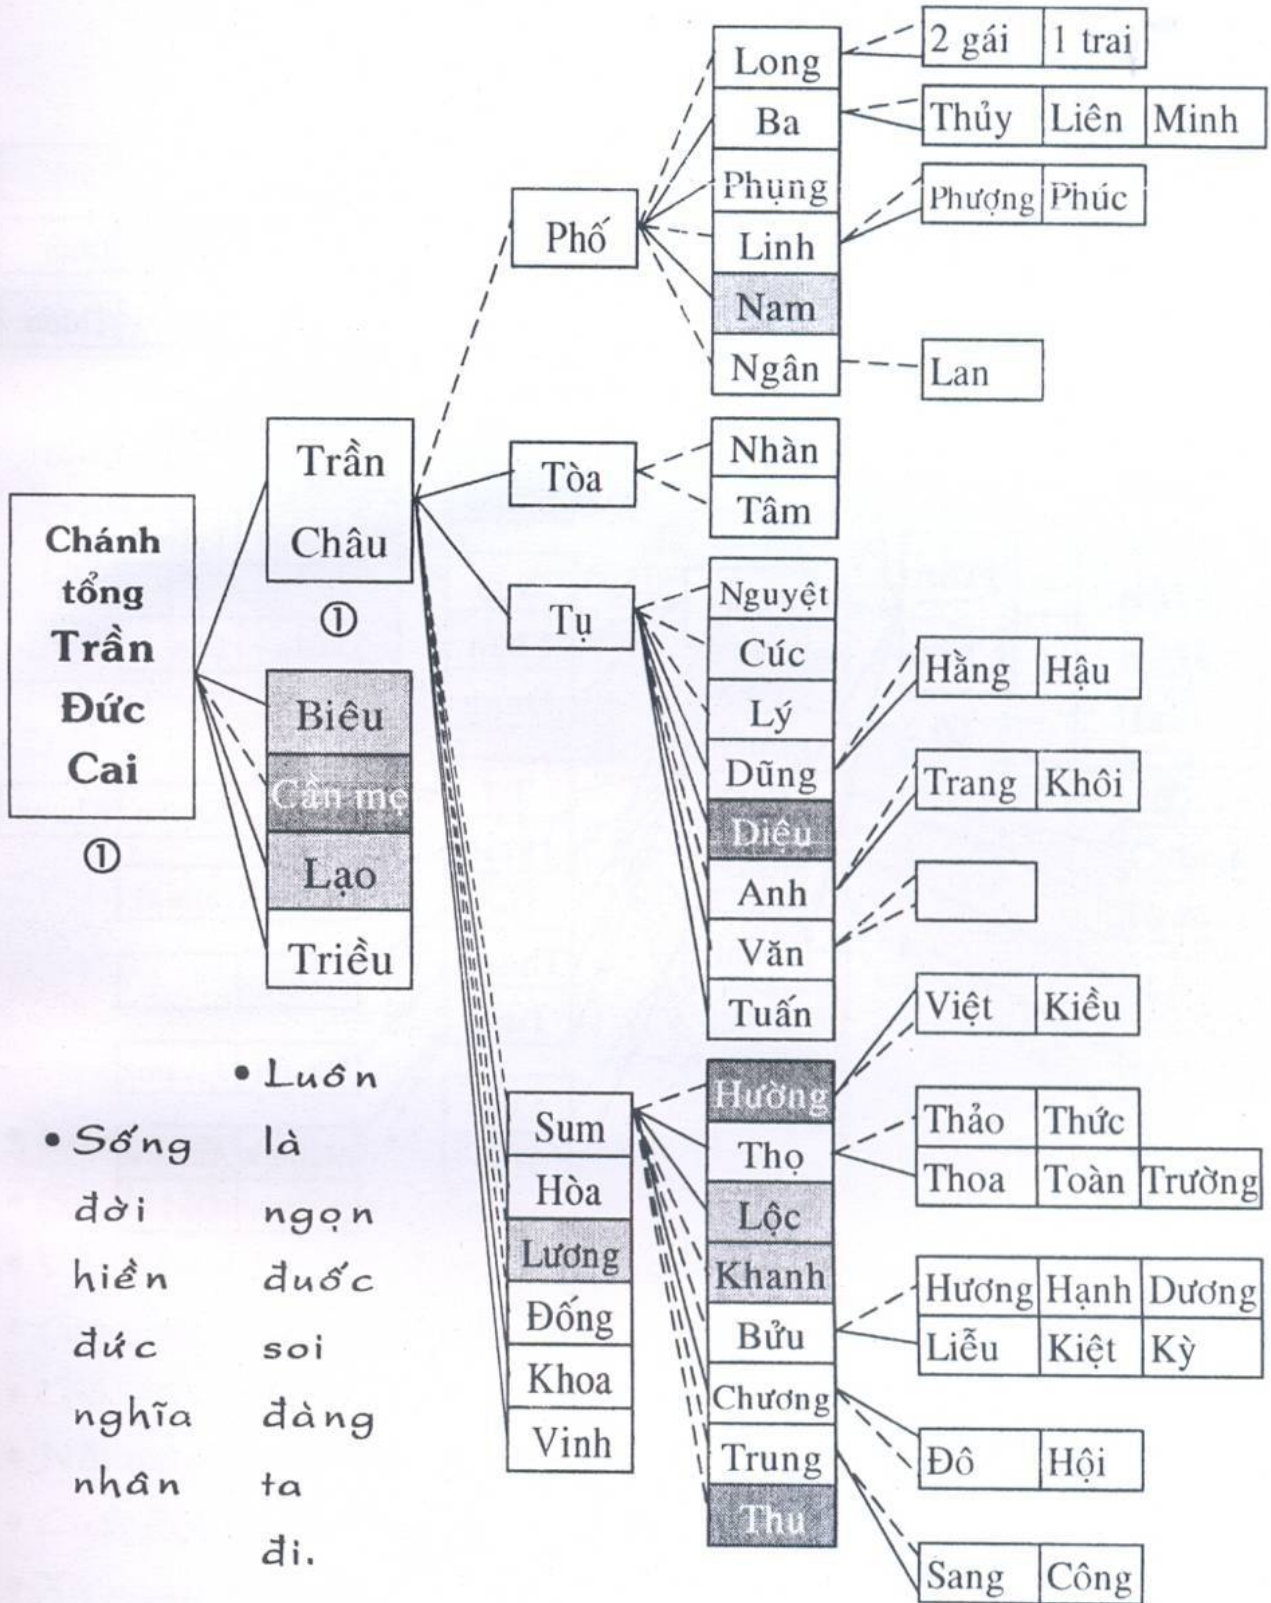 Chánh
tổng
Trần
Đức
Cai
①
Trần
Châu
①
Biêu
Cần mẹ
Lạo
Triều
Phố
Tòa
Tụ
Sum
Hòa
Lương
Đống
Khoa
Vinh
Long
Ba
Phụng
Linh
Nam
Ngân
Nhàn
Tâm
Nguyệt
Cúc
Lý
Dũng
Diệu
Anh
Văn
Tuấn
Hường
Thọ
Lộc
Khanh
Bửu
Chương
Trung
Thu
2 gái 1 trai
Thủy Liên Minh
Phượng Phúc
Lan
Hằng Hậu
Trang Khôi
Việt Kiều
Thảo Thức
Thoa Toàn Trường
Hương Hạnh Dương
Liễu Kiệt Kỳ
Đô Hội
Sang Công
• Sống
đời
hiền
đức
nghĩa
nhân
• Luôn
là
ngọn
đuốc
soi
đàng
ta
đi.